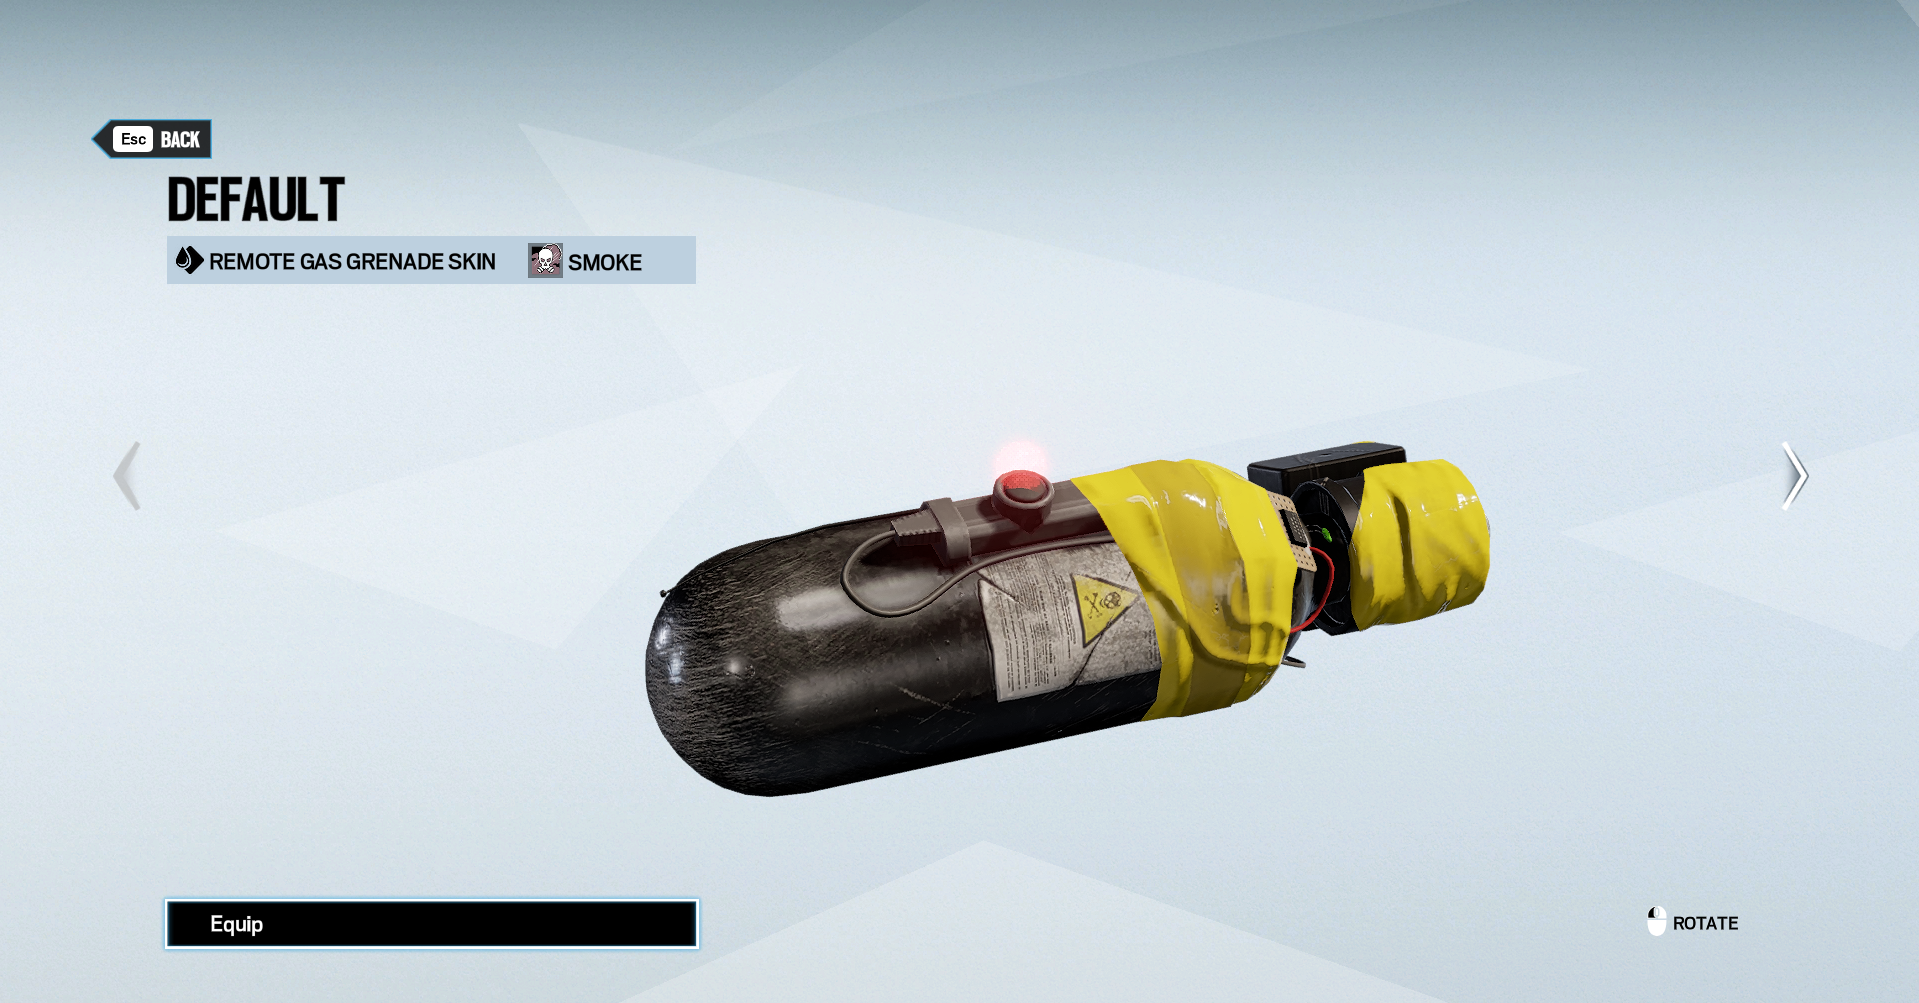 Esc BACK
DEFAULT
REMOTE GAS GRENADE SKIN SMOKE
Equip
ROTATE